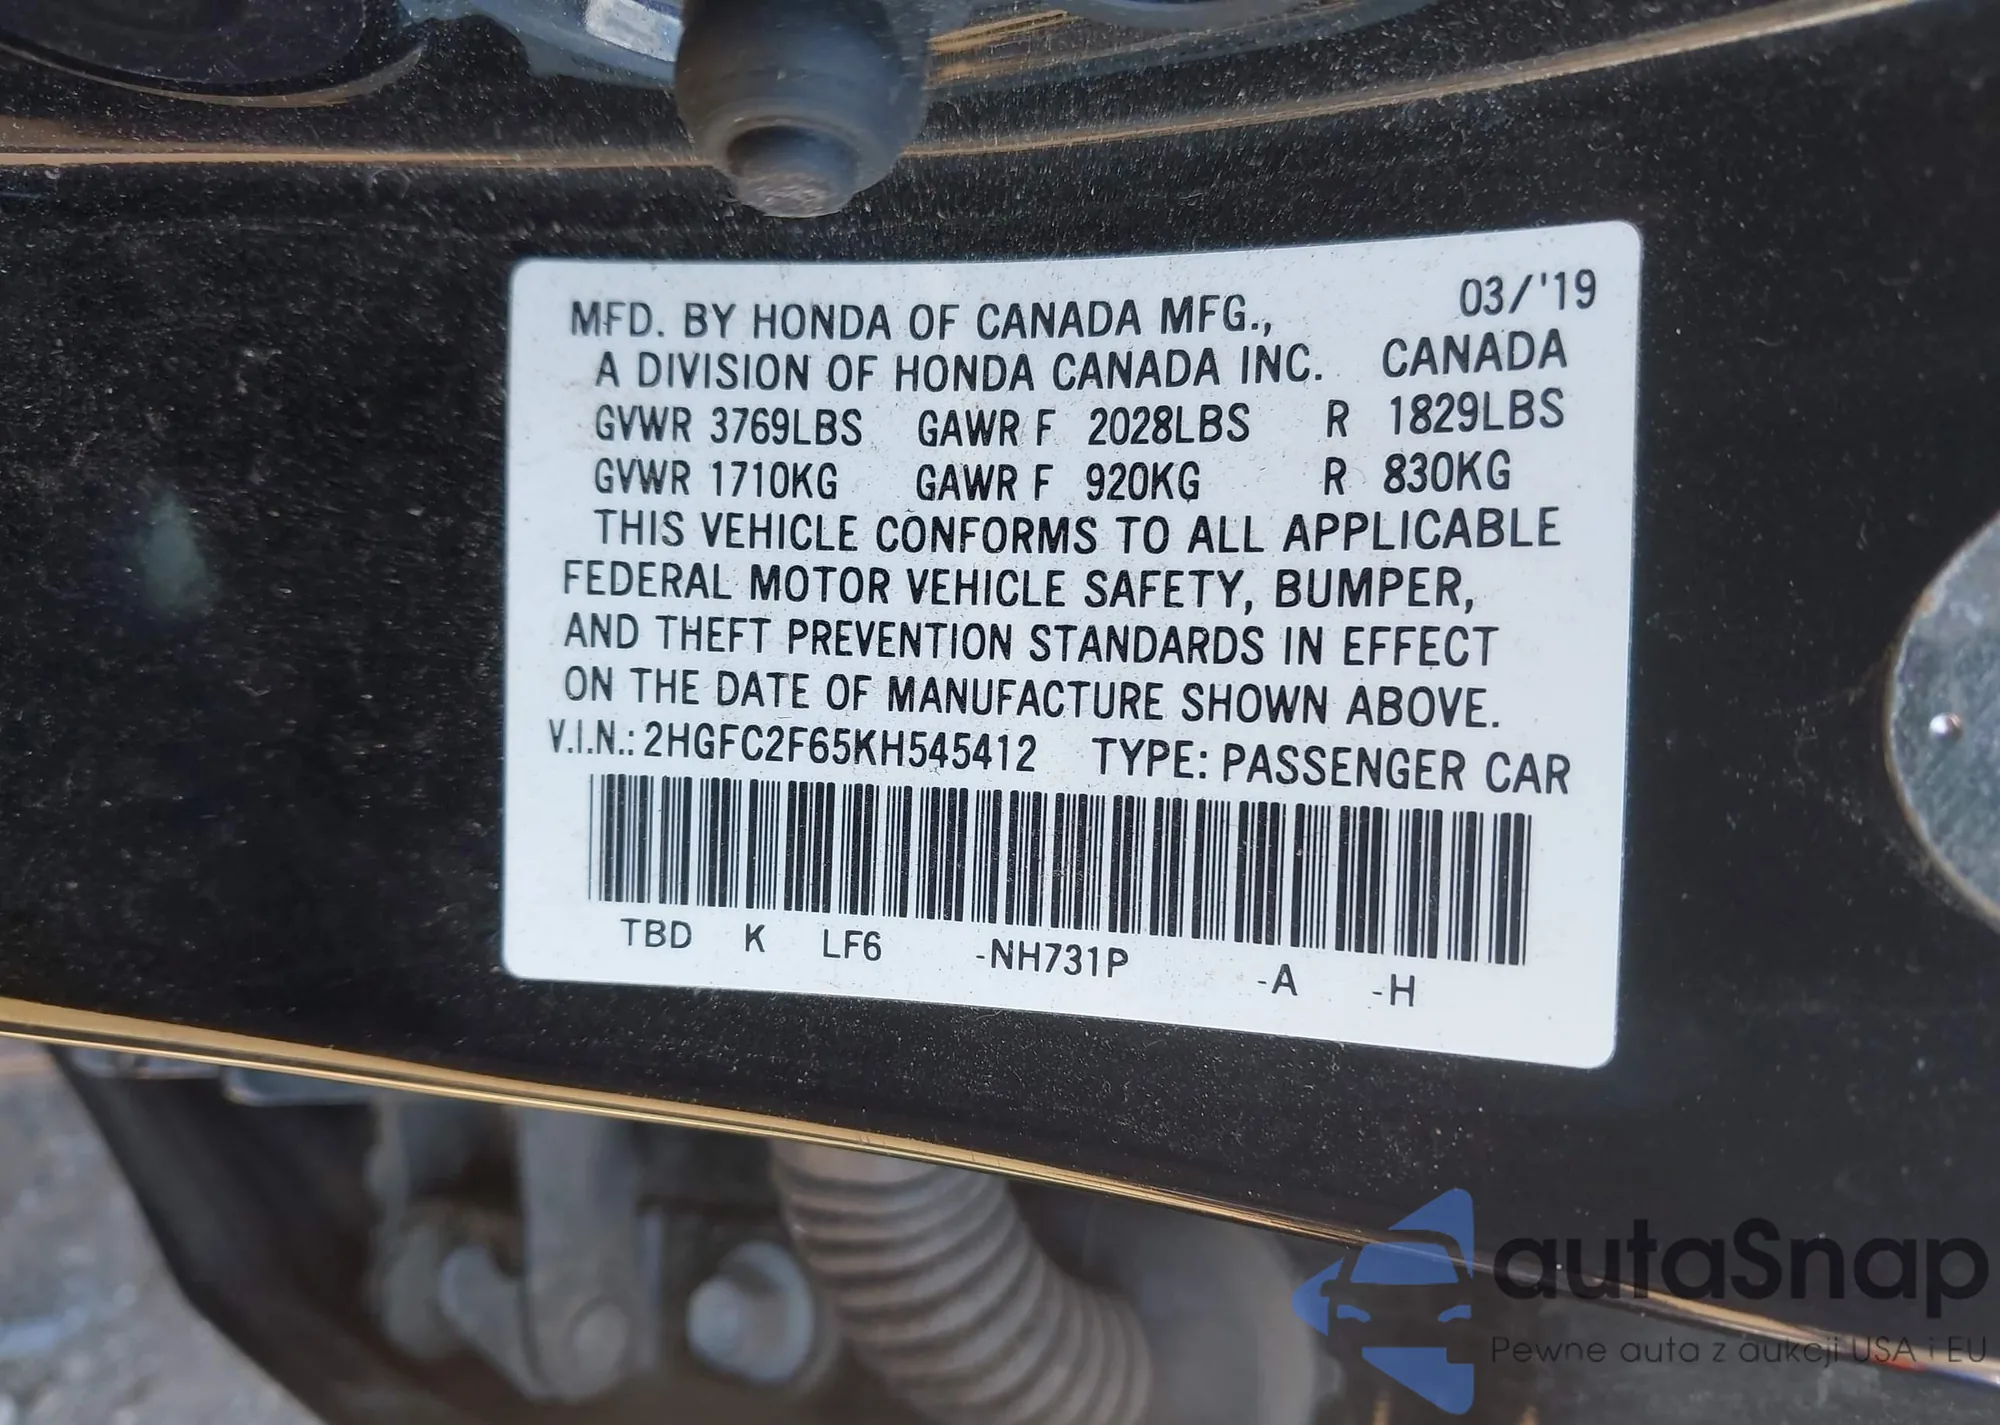 MFD. BY HONDA OF CANADA MFG., 03/'19
A DIVISION OF HONDA CANADA INC. CANADA
GVWR 3769LBS GAWR F 2028LBS R 1829LBS
GVWR 1710KG GAWR F 920KG R 830KG
THIS VEHICLE CONFORMS TO ALL APPLICABLE
FEDERAL MOTOR VEHICLE SAFETY, BUMPER,
AND THEFT PREVENTION STANDARDS IN EFFECT
ON THE DATE OF MANUFACTURE SHOWN ABOVE.
V.I.N.: 2HGFC2F65KH545412 TYPE: PASSENGER CAR
TBD K LF6 -NH731P -A -H
autaSnap
Pewne auta z aukcji USA i EU